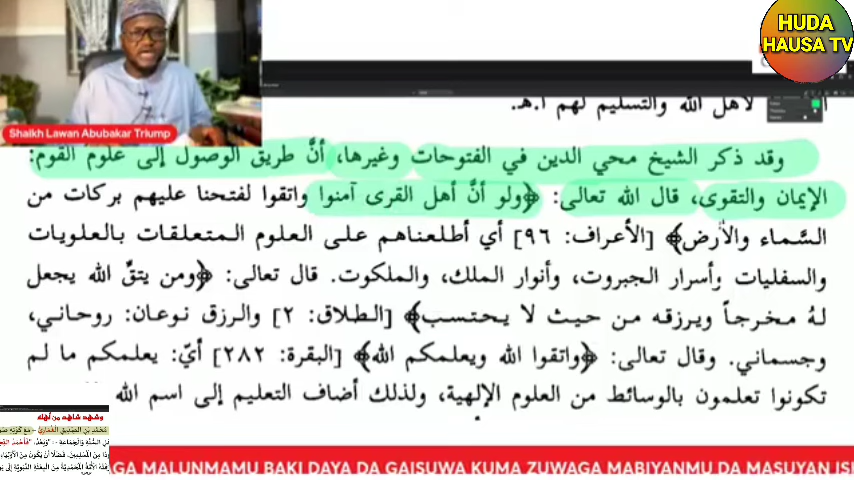 HUDA
HAUSA TV
Shaikh Lawan Abubakar Triump
لأهل الله والتسليم لهم ا.هـ.
وقد ذكر الشيخ محي الدين في الفتوحات وغيرها، أنَّ طريق الوصول إلى علوم القوم:
الإيمان والتقوى، قال الله تعالى: ﴿ولو أنَّ أهل القرى آمنوا واتقوا لفتحنا عليهم بركات من
السَّماء والأرض﴾ [الأعراف: ٩٦] أي أطلعناهم على العلوم المتعلقات بالعلويات
والسفليات وأسرار الجبروت، وأنوار الملك، والملكوت. قال تعالى: ﴿ومن يتقِّ الله يجعل
لهُ مخرجاً ويرزقه من حيث لا يحتسب﴾ [الطلاق: ٢] والرزق نوعان: روحاني،
وجسماني. وقال تعالى: ﴿واتقوا الله ويعلمكم الله﴾ [البقرة: ٢٨٢] أيّ: يعلمكم ما لم
تكونوا تعلمون بالوسائط من العلوم الإلهية، ولذلك أضاف التعليم إلى اسم الله
وشهد شاهد من أهله
GA MALUNMAMU BAKI DAYA DA GAISUWA KUMA ZUWAGA MABIYANMU DA MASUYAN